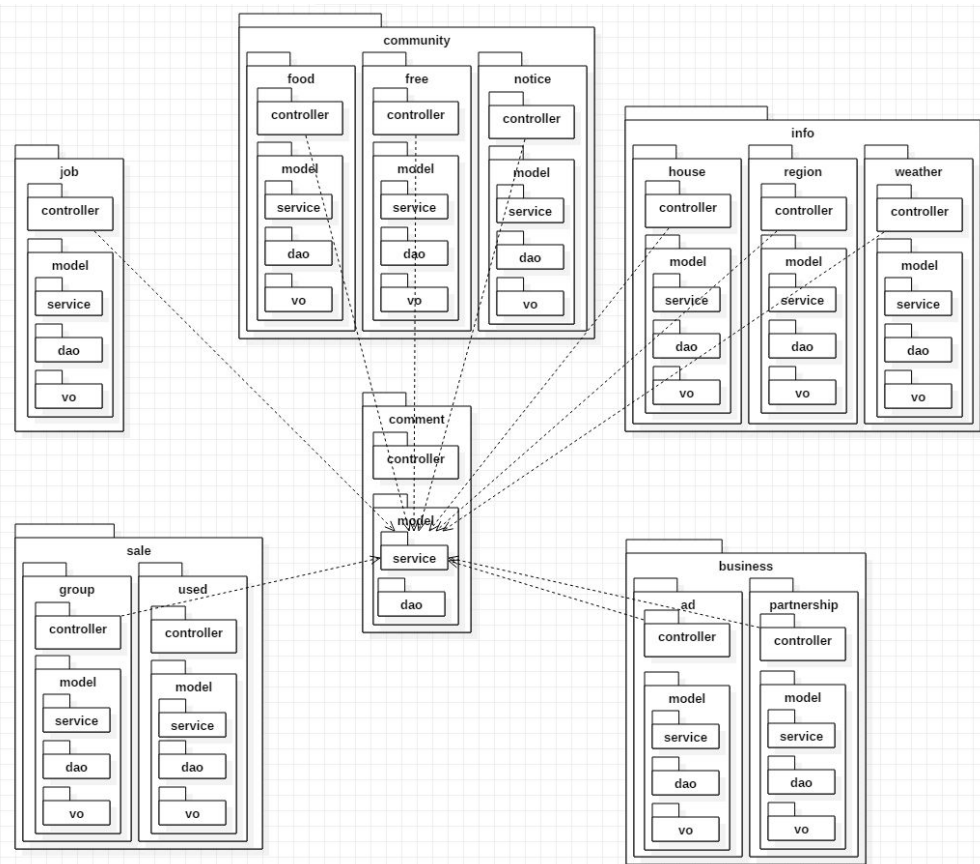 community
food
controller
model
service
dao
vo
free
controller
model
service
dao
vo
notice
controller
model
service
dao
vo
job
controller
model
service
dao
vo
info
house
controller
model
service
dao
vo
region
controller
model
service
dao
vo
weather
controller
model
service
dao
vo
comment
controller
model
service
dao
sale
group
controller
model
service
dao
vo
used
controller
model
service
dao
vo
business
ad
controller
model
service
dao
vo
partnership
controller
model
service
dao
vo